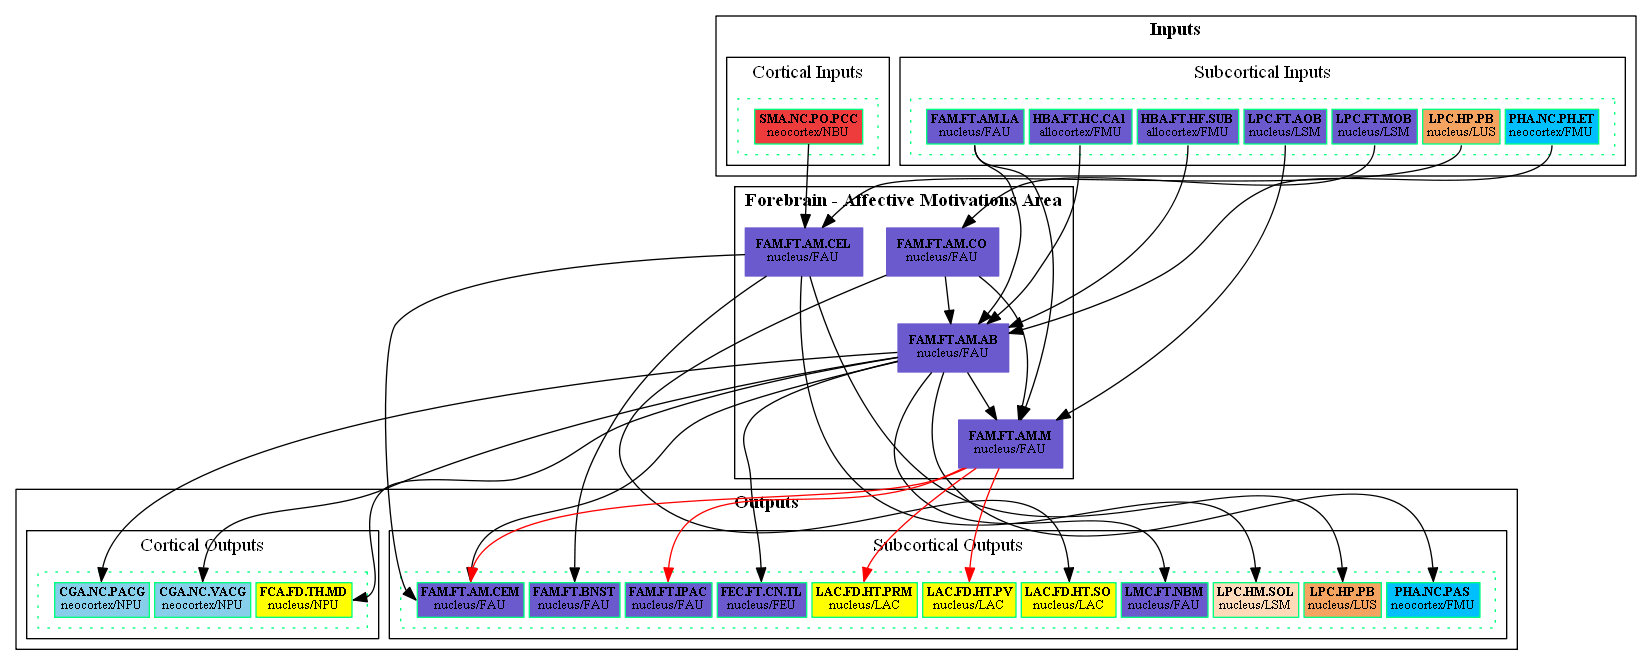 Inputs
Cortical Inputs
Subcortical Inputs
SMA.NC.PO.PCC
neocortex/NBU
FAM.FT.AM.LA
nucleus/FAU
HBA.FT.HC.CA1
allocortex/FMU
HBA.FT.HF.SUB
allocortex/FMU
LPC.FT.AOB
nucleus/LSM
LPC.FT.MOB
nucleus/LSM
LPC.HP.PB
nucleus/LUS
PHA.NC.PH.ET
neocortex/FMU
Forebrain - Affective Motivations Area
FAM.FT.AM.CEL
nucleus/FAU
FAM.FT.AM.CO
nucleus/FAU
FAM.FT.AM.AB
nucleus/FAU
FAM.FT.AM.M
nucleus/FAU
Outputs
Cortical Outputs
Subcortical Outputs
CGA.NC.PACG
neocortex/NPU
CGA.NC.VACG
neocortex/NPU
FCA.FD.TH.MD
nucleus/NPU
FAM.FT.AM.CEM
nucleus/FAU
FAM.FT.BNST
nucleus/FAU
FAM.FT.IPAC
nucleus/FAU
FEC.FT.CN.TL
nucleus/FEU
LAC.FD.HT.PRM
nucleus/LAC
LAC.FD.HT.PV
nucleus/LAC
LAC.FD.HT.SO
nucleus/LAC
LMC.FT.NBM
nucleus/FAU
LPC.HM.SOL
nucleus/LSM
LPC.HP.PB
nucleus/LUS
PHA.NC.PAS
neocortex/FMU